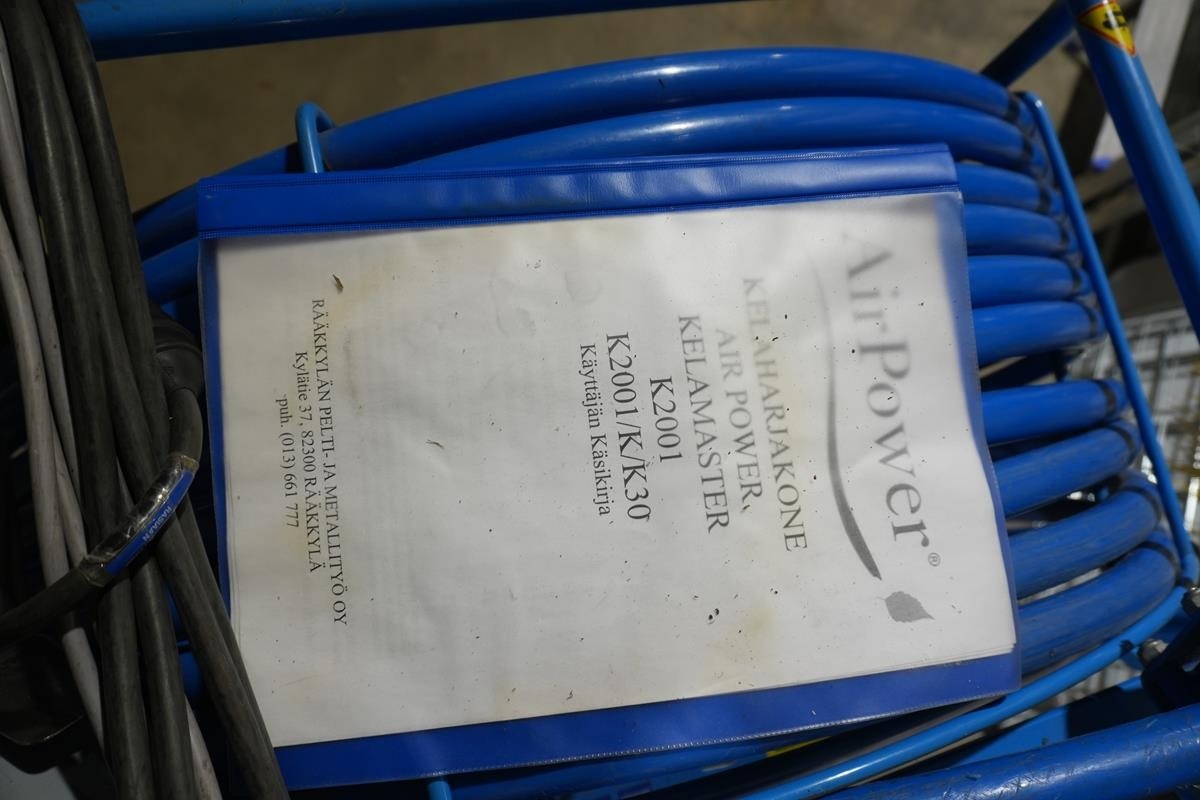 AirPower®
KELAHARJAKONE
AIR POWER,
KELAMASTER
K2001
K2001/K/K30
Käyttäjän Käsikirja
RÄÄKKYLÄN PELTI- JA METALLITYÖ OY
Kylätie 37, 82300 RÄÄKKYLÄ
puh. (013) 661 777